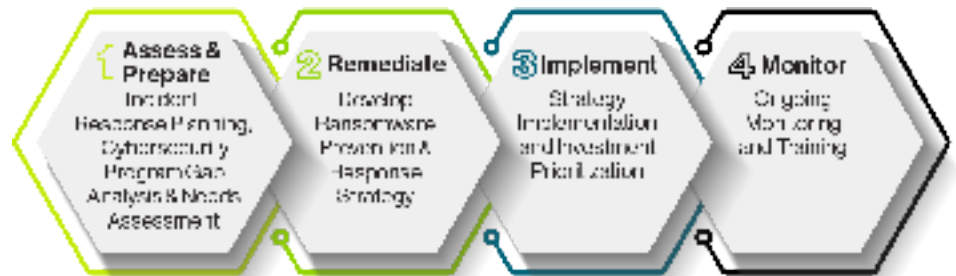 1 Assess &
Prepare
Incident
Response Planning,
Cybersecurity
Program Gap
Analysis & Needs
Assessment
2 Remediate
Develop
Ransomware
Prevention &
Response
Strategy
3 Implement
Strategy
Implementation
and Investment
Prioritization
4 Monitor
Ongoing
Monitoring
and Training